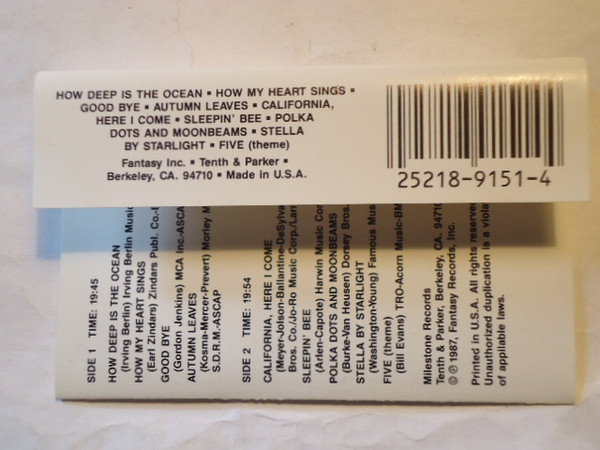 HOW DEEP IS THE OCEAN ▪ HOW MY HEART SINGS ▪
GOOD BYE ▪ AUTUMN LEAVES ▪ CALIFORNIA,
HERE I COME ▪ SLEEPIN' BEE ▪ POLKA
DOTS AND MOONBEAMS ▪ STELLA
BY STARLIGHT ▪ FIVE (theme)
Fantasy Inc. ▪ Tenth & Parker ▪
Berkeley, CA. 94710 ▪ Made in U.S.A.
25218-9151-4
SIDE 1 TIME: 19:45
HOW DEEP IS THE OCEAN
(Irving Berlin) Irving Berlin Music
HOW MY HEART SINGS
(Earl Zindars) Zindars Publ. Co.-
GOOD BYE
(Gordon Jenkins) MCA Inc.-ASCA
AUTUMN LEAVES
(Kosma-Mercer-Prevert) Morley M
S.D.R.M.-ASCAP
SIDE 2 TIME: 19:54
CALIFORNIA, HERE I COME
(Meyer-Jolson-Ballantine-DeSylva
Bros. Co./Jo-Ro Music Corp./Larr
SLEEPIN' BEE
(Arlen-Capote) Harwin Music Cor
POLKA DOTS AND MOONBEAMS
(Burke-Van Heusen) Dorsey Bros.
STELLA BY STARLIGHT
(Washington-Young) Famous Mus
FIVE (theme)
(Bill Evans) TRO-Acorn Music-BM
Milestone Records
Tenth & Parker, Berkeley, CA. 94710
©℗1987, Fantasy Records, Inc.
Printed in U.S.A. All rights reserved
Unauthorized duplication is a viola
of appliable laws.